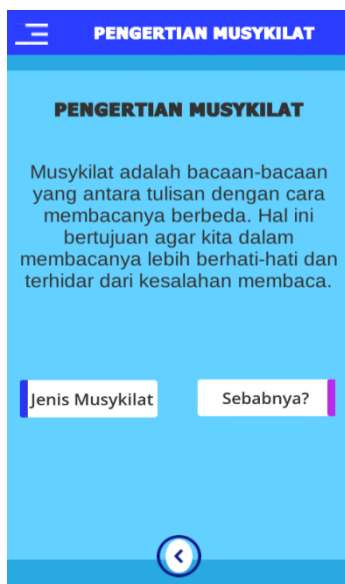 PENGERTIAN MUSYKILAT
PENGERTIAN MUSYKILAT
Musykilat adalah bacaan-bacaan
yang antara tulisan dengan cara
membacanya berbeda. Hal ini
bertujuan agar kita dalam
membacanya lebih berhati-hati dan
terhidar dari kesalahan membaca.
Jenis Musykilat
Sebabnya?